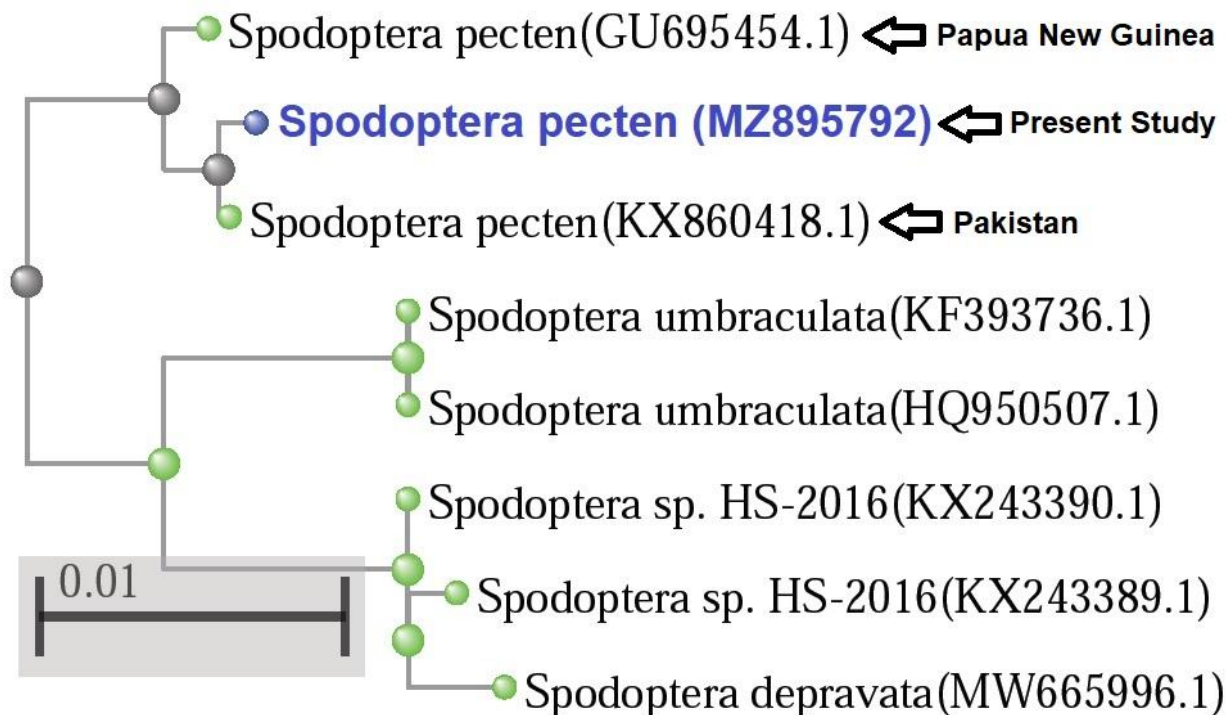 Spodoptera pecten(GU695454.1) Papua New Guinea
Spodoptera pecten (MZ895792) Present Study
Spodoptera pecten(KX860418.1) Pakistan
Spodoptera umbraculata(KF393736.1)
Spodoptera umbraculata(HQ950507.1)
Spodoptera sp. HS-2016(KX243390.1)
0.01
Spodoptera sp. HS-2016(KX243389.1)
Spodoptera depravata(MW665996.1)